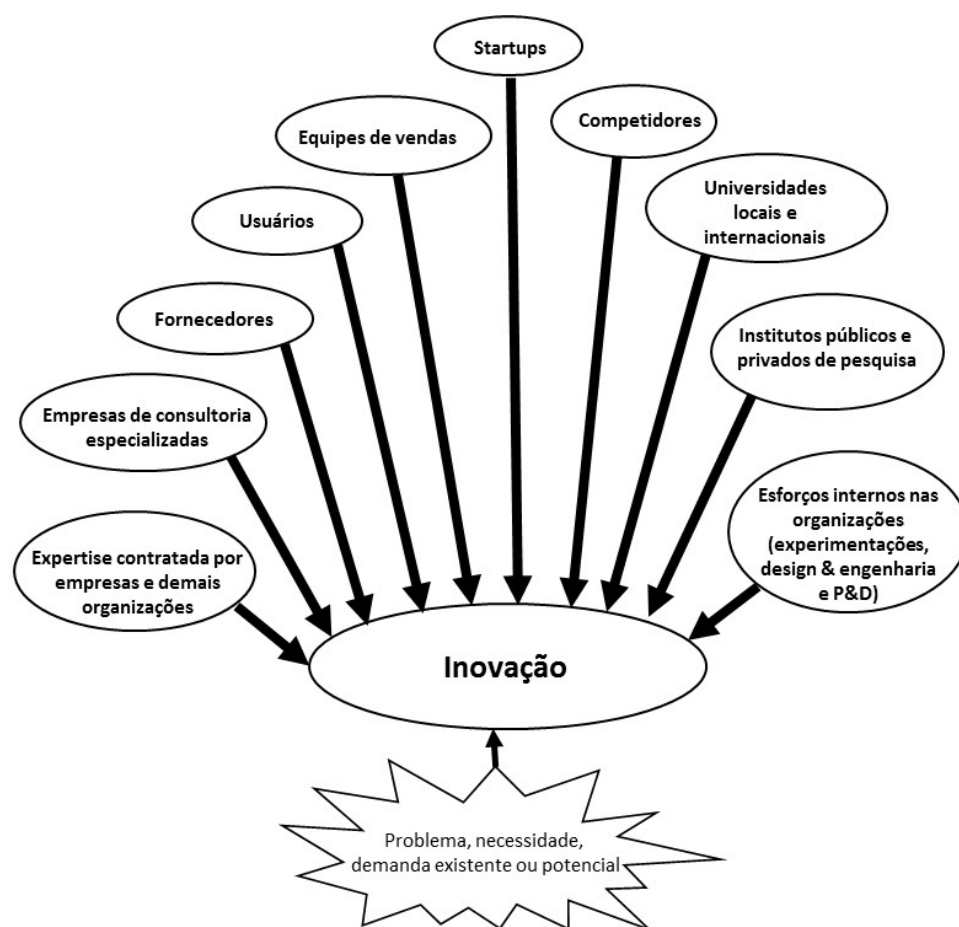 Startups
Competidores
Equipes de vendas
Universidades
locais e
internacionais
Usuários
Fornecedores
Institutos públicos e
privados de pesquisa
Empresas de consultoria
especializadas
Esforços internos nas
organizações
(experimentações,
design & engenharia
e P&D)
Expertise contratada por
empresas e demais
organizações
Inovação
Problema, necessidade,
demanda existente ou potencial